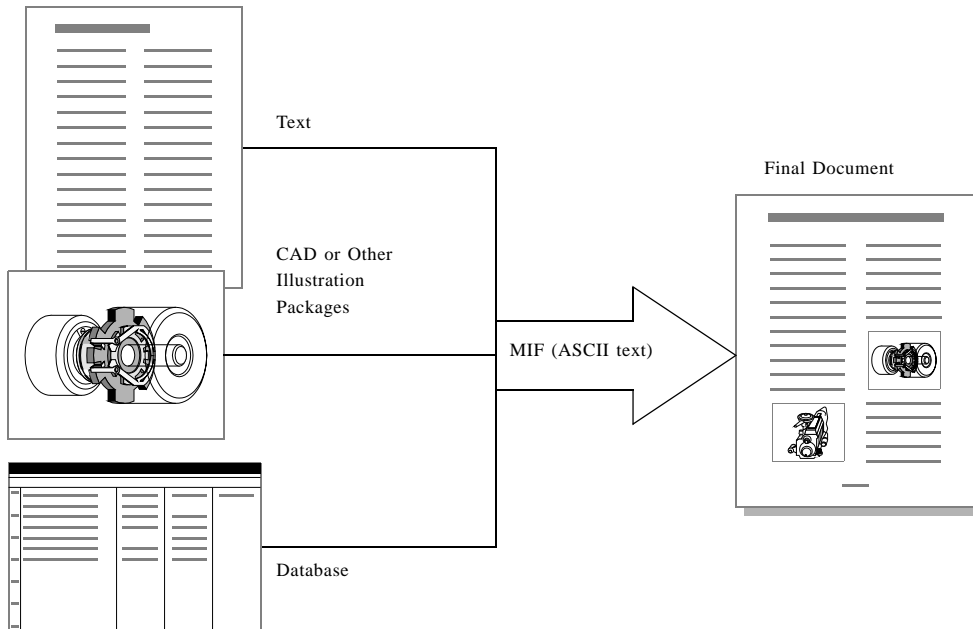 Text
Final Document
CAD or Other
Illustration
Packages
MIF (ASCII text)
Database